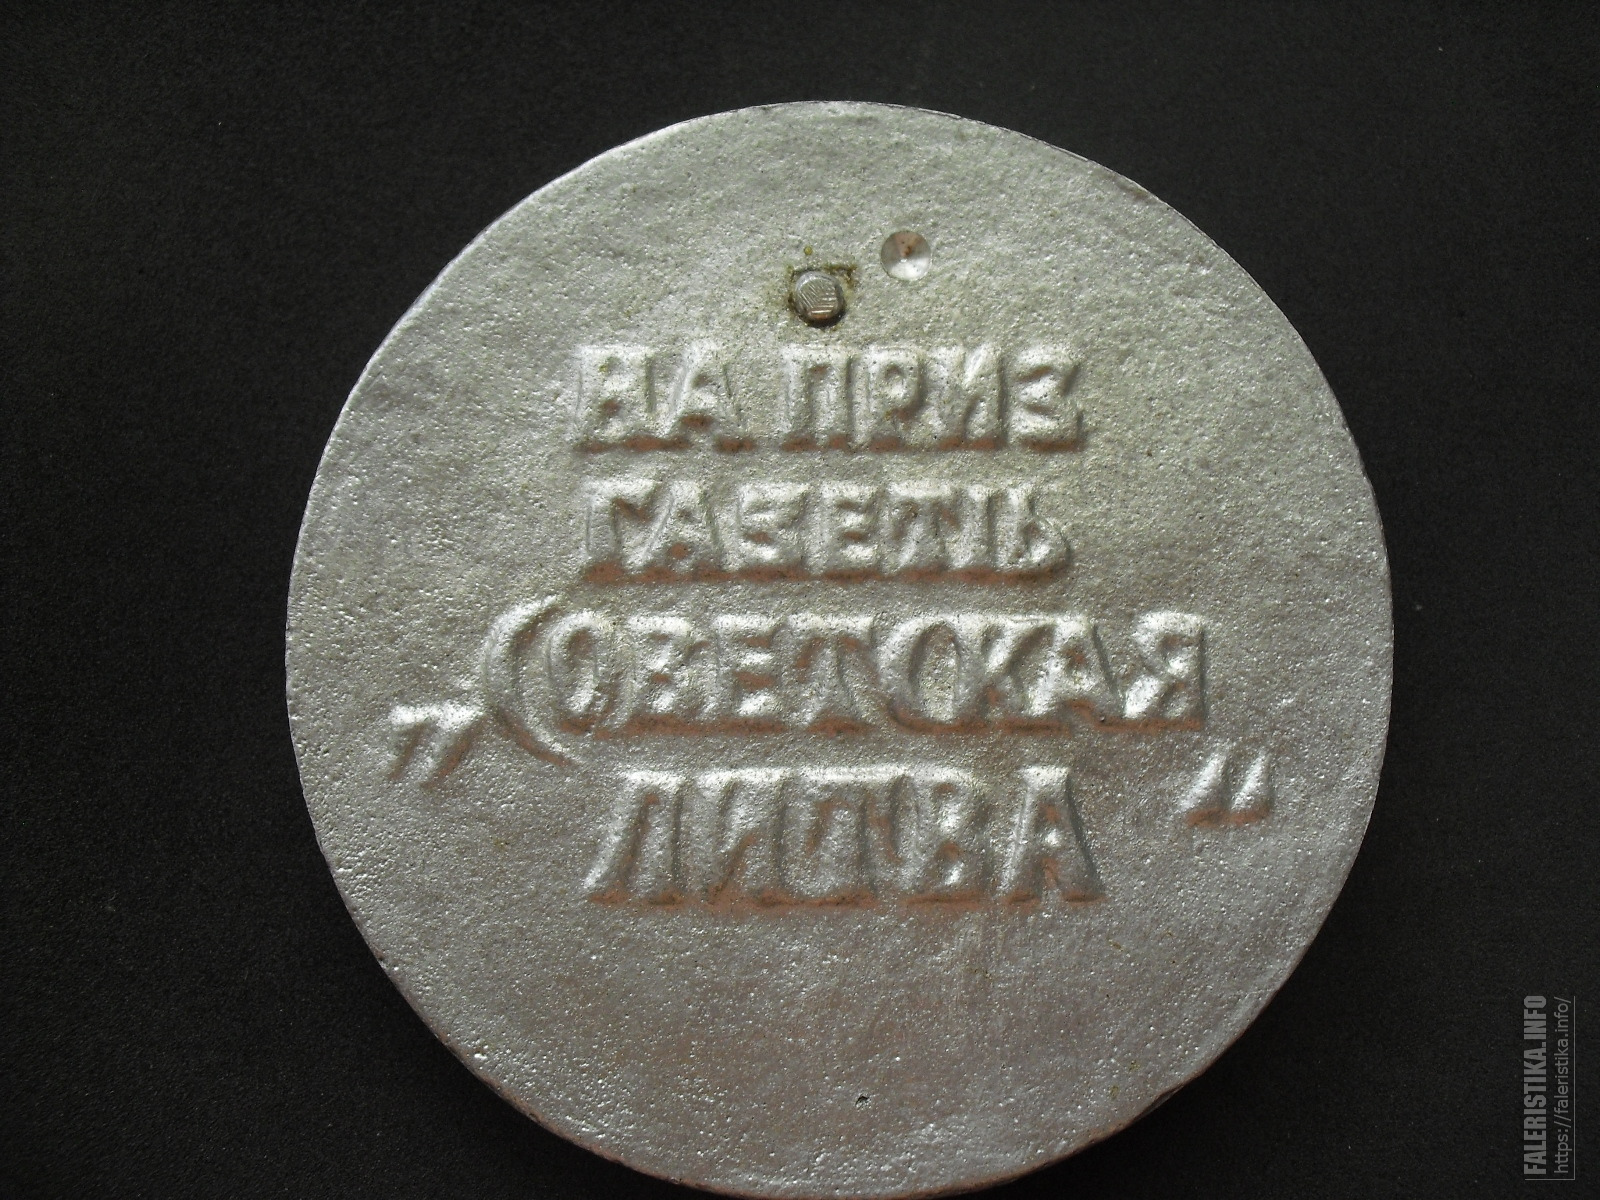 НА ПРИЗ
ГАЗЕТЫ
„СОВЕТСКАЯ
ЛИТВА“
FALERISTIKA.INFO
https://faleristika.info/